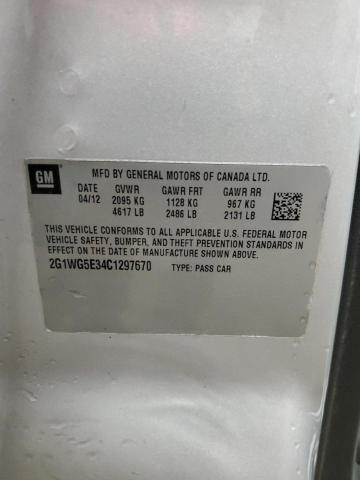 GM
MFD BY GENERAL MOTORS OF CANADA LTD.
DATE GVWR GAWR FRT GAWR RR
04/12 2095 KG 1128 KG 967 KG
4617 LB 2486 LB 2131 LB
THIS VEHICLE CONFORMS TO ALL APPLICABLE U.S. FEDERAL MOTOR
VEHICLE SAFETY, BUMPER, AND THEFT PREVENTION STANDARDS IN
EFFECT ON THE DATE OF MANUFACTURE SHOWN ABOVE.
2G1WG5E34C1297670 TYPE: PASS CAR